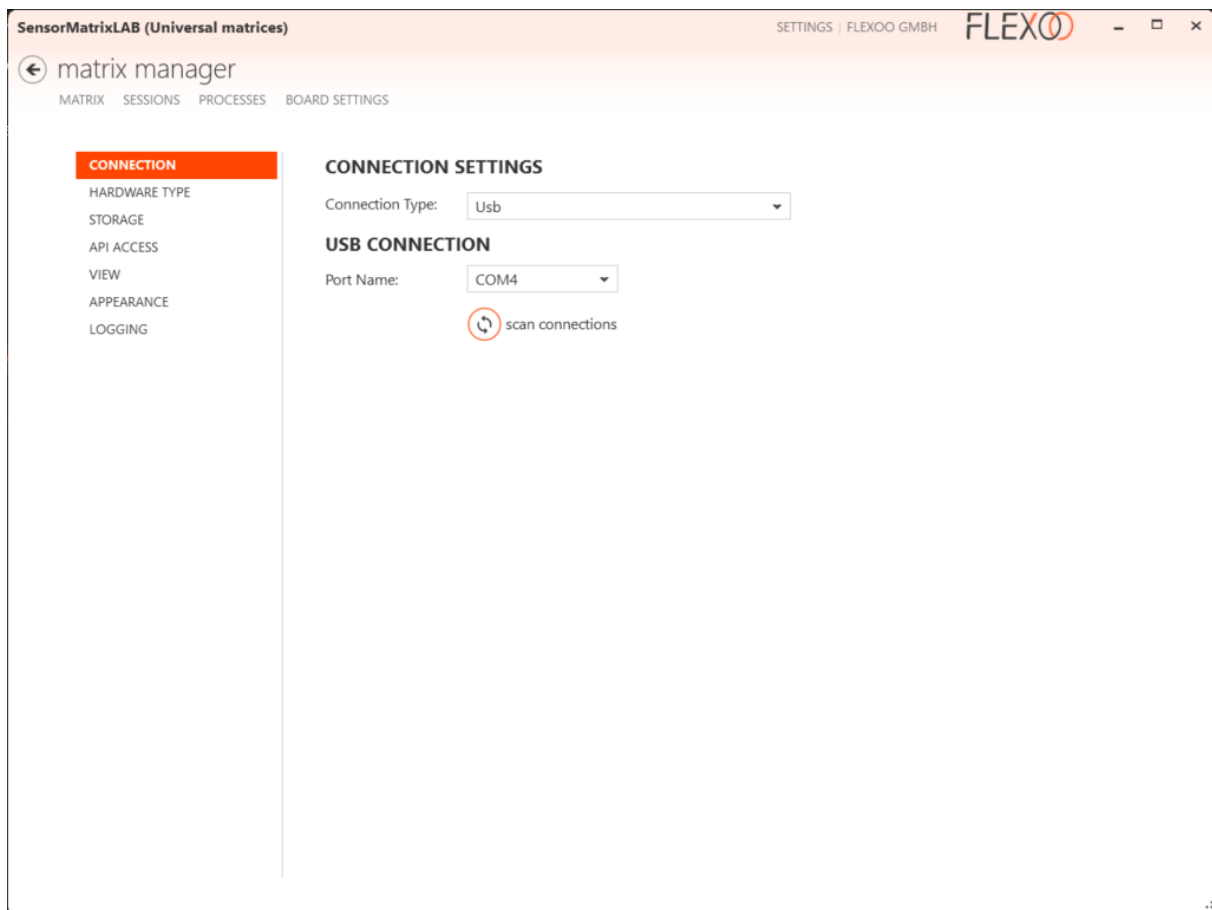 SensorMatrixLAB (Universal matrices)
SETTINGS | FLEXOO GMBH
FLEXOO
matrix manager
MATRIX SESSIONS PROCESSES BOARD SETTINGS
CONNECTION
HARDWARE TYPE
STORAGE
API ACCESS
VIEW
APPEARANCE
LOGGING
CONNECTION SETTINGS
Connection Type: Usb
USB CONNECTION
Port Name: COM4
scan connections